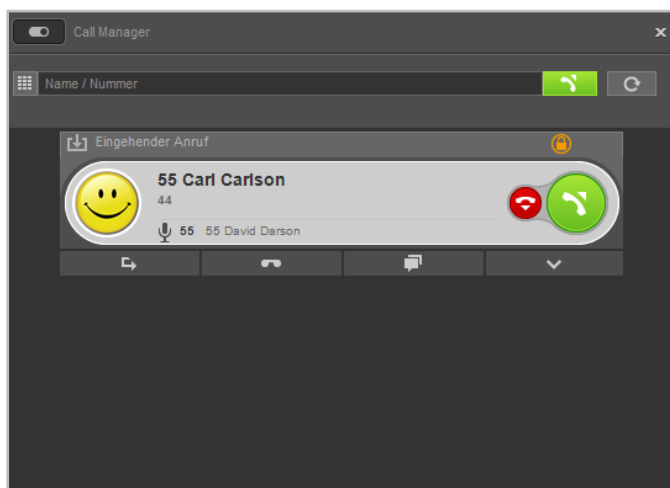 Call Manager
Name / Nummer
Eingehender Anruf
55 Carl Carlson
44
55 55 David Darson